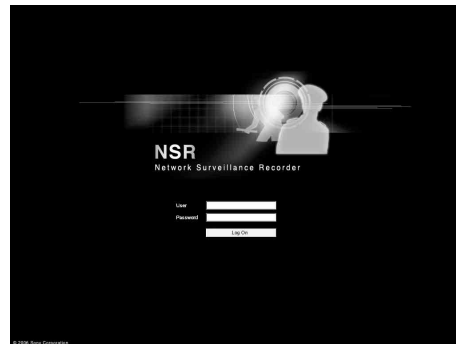 NSR
Network Surveillance Recorder
User
Password
Log On
© 2006 Sony Corporation